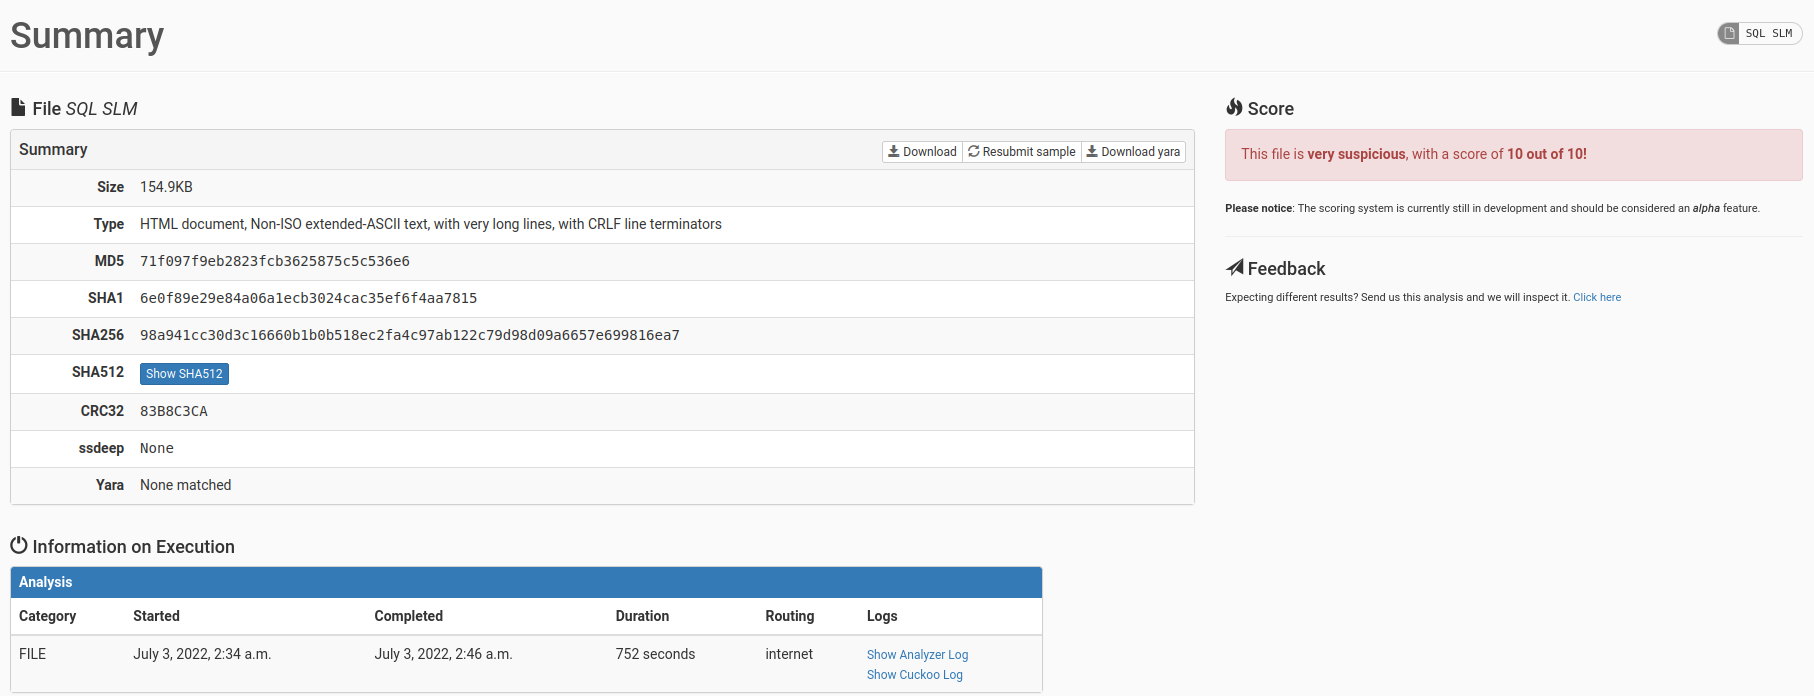 Summary
SQL SLM
File SQL SLM
Summary
Download
Resubmit sample
Download yara
Size 154.9KB
Type HTML document, Non-ISO extended-ASCII text, with very long lines, with CRLF line terminators
MD5 71f097f9eb2823fcb3625875c5c536e6
SHA1 6e0f89e29e84a06a1ecb3024cac35ef6f4aa7815
SHA256 98a941cc30d3c16660b1b0b518ec2fa4c97ab122c79d98d09a6657e699816ea7
SHA512 Show SHA512
CRC32 83B8C3CA
ssdeep None
Yara None matched
Score
This file is very suspicious, with a score of 10 out of 10!
Please notice: The scoring system is currently still in development and should be considered an alpha feature.
Feedback
Expecting different results? Send us this analysis and we will inspect it. Click here
Information on Execution
Analysis
Category Started Completed Duration Routing Logs
FILE July 3, 2022, 2:34 a.m. July 3, 2022, 2:46 a.m. 752 seconds internet Show Analyzer Log
Show Cuckoo Log